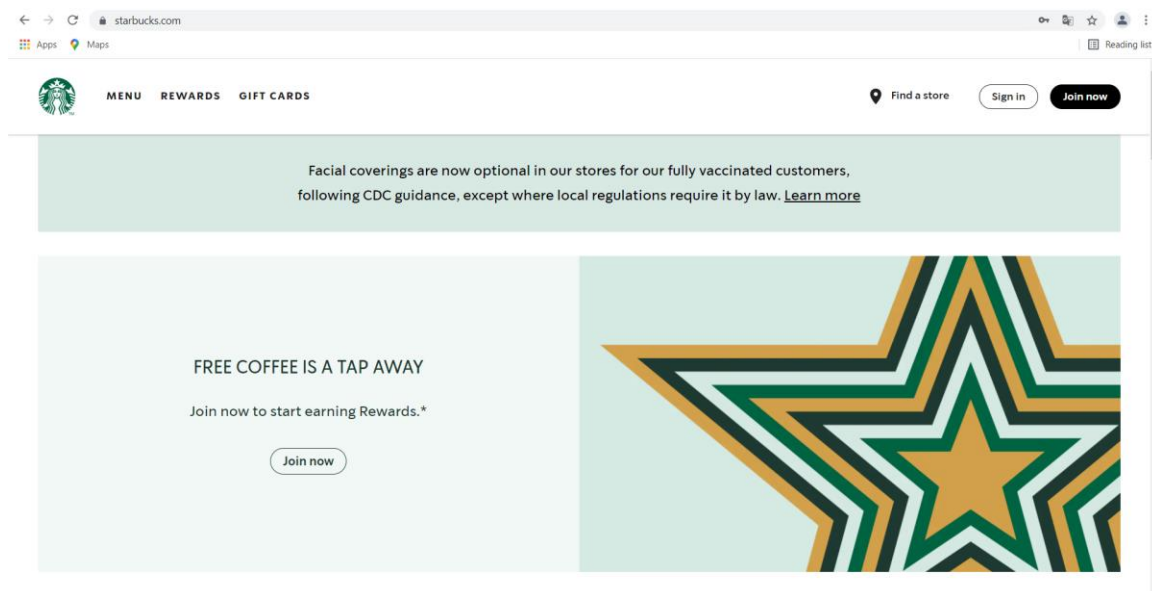 starbucks.com
Apps Maps Reading list
MENU REWARDS GIFT CARDS Find a store Sign in Join now
Facial coverings are now optional in our stores for our fully vaccinated customers,
following CDC guidance, except where local regulations require it by law. Learn more
FREE COFFEE IS A TAP AWAY
Join now to start earning Rewards.*
Join now